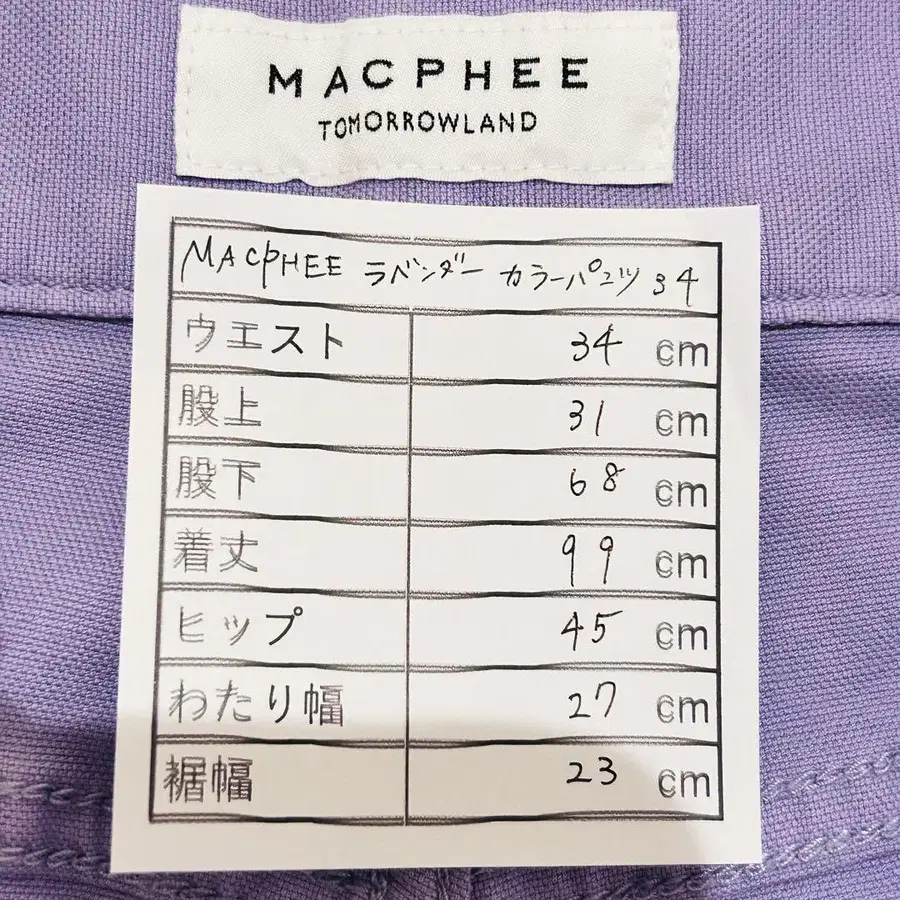 MACPHEE
TOMORROWLAND
MACPHEE ラベンダー カラーパンツ 34
ウエスト 34 cm
股上 31 cm
股下 68 cm
着丈 99 cm
ヒップ 45 cm
わたり幅 27 cm
裾幅 23 cm